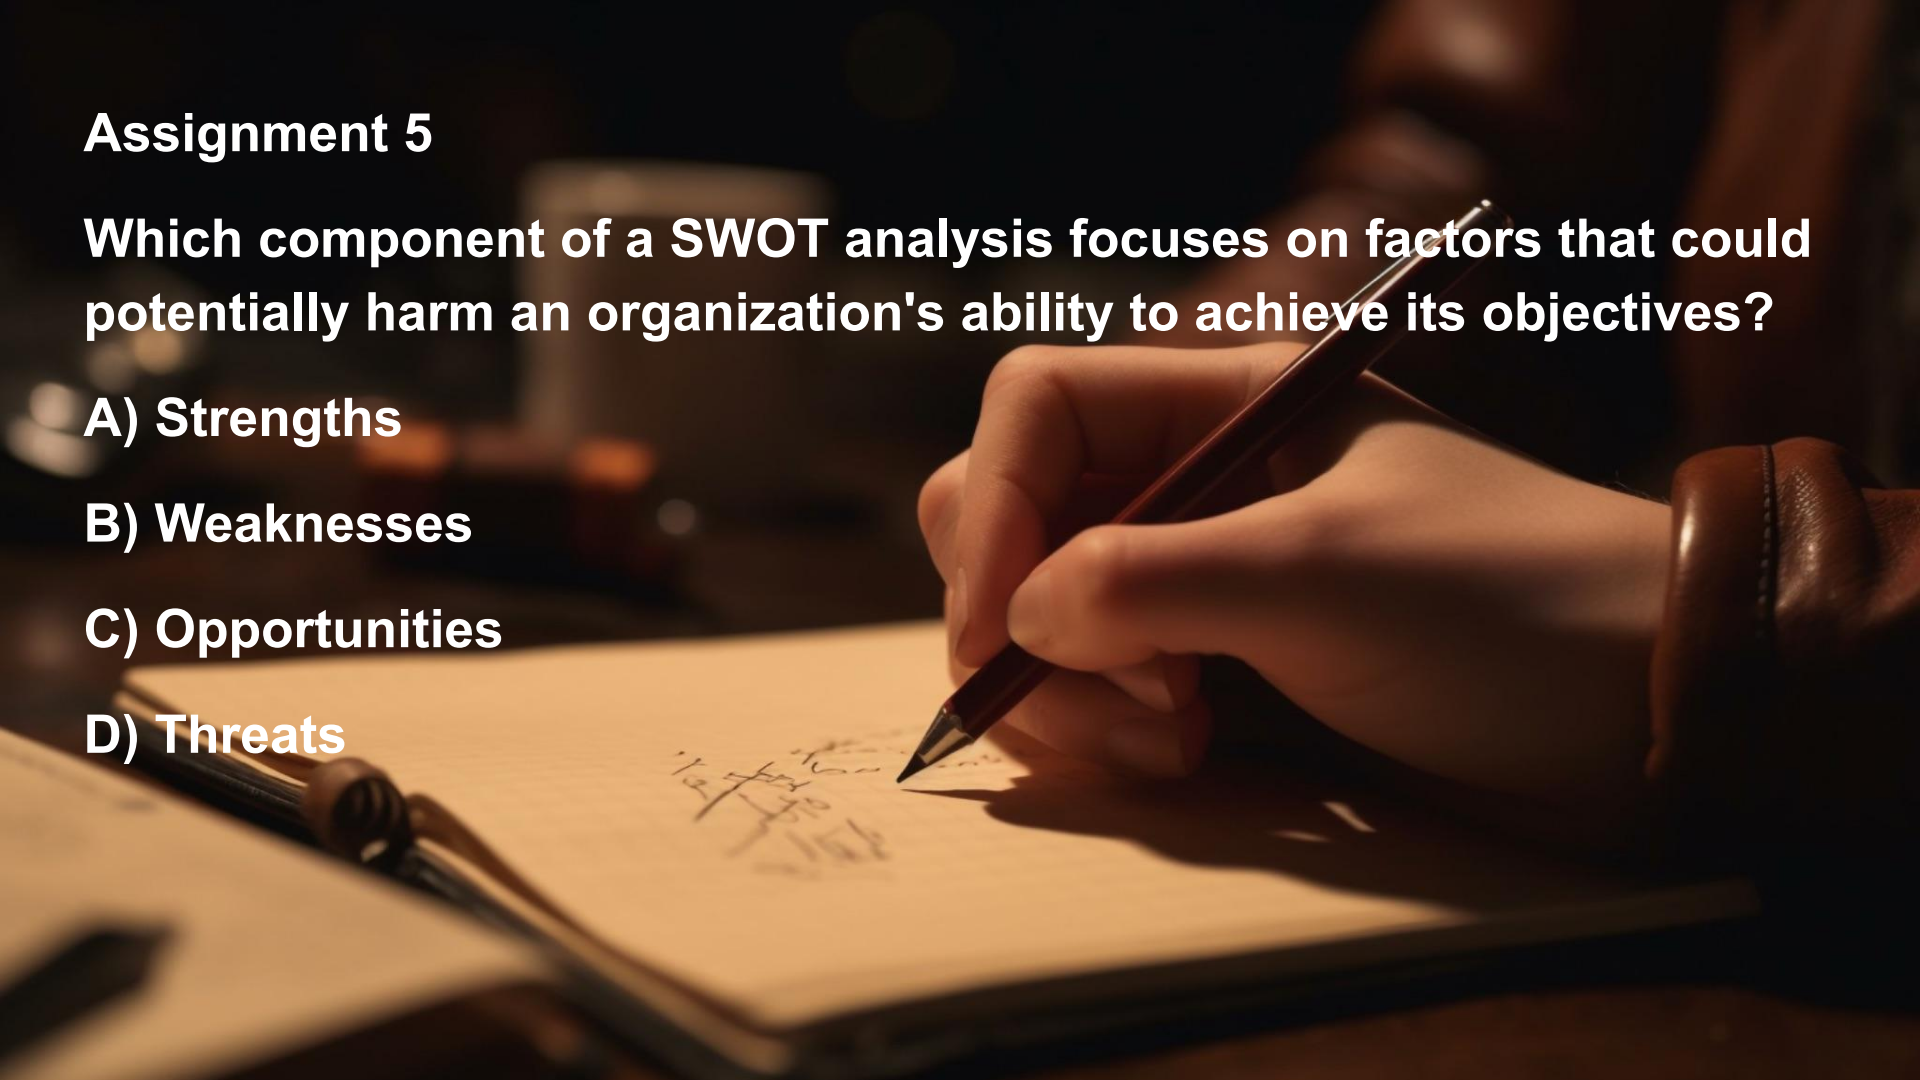 Assignment 5
Which component of a SWOT analysis focuses on factors that could
potentially harm an organization's ability to achieve its objectives?
A) Strengths
B) Weaknesses
C) Opportunities
D) Threats